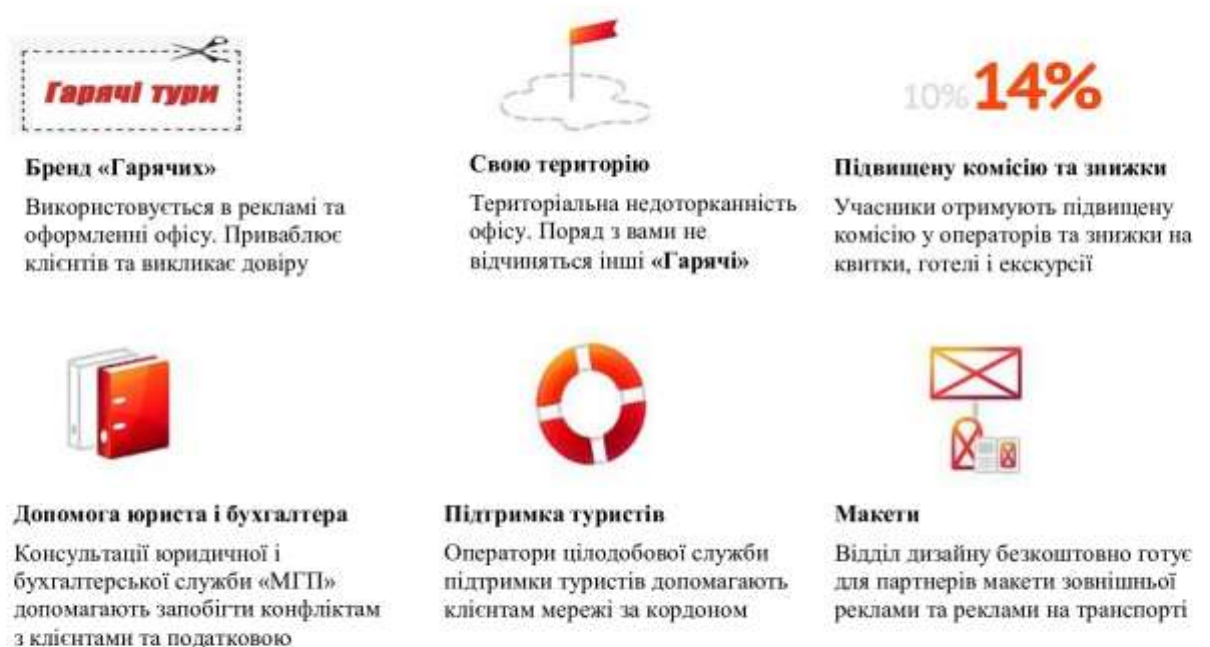 Гарячі тури
10% 14%
Бренд «Гарячих»
Використовується в рекламі та
оформленні офісу. Приваблює
клієнтів та викликає довіру
Свою територію
Територіальна недоторканність
офісу. Поряд з вами не
відчиняться інші «Гарячі»
Підвищену комісію та знижки
Учасники отримують підвищену
комісію у операторів та знижки на
квитки, готелі і екскурсії
Допомога юриста і бухгалтера
Консультації юридичної і
бухгалтерської служби «МГП»
допомагають запобігти конфліктам
з клієнтами та податковою
Підтримка туристів
Оператори цілодобової служби
підтримки туристів допомагають
клієнтам мережі за кордоном
Макети
Відділ дизайну безкоштовно готує
для партнерів макети зовнішньої
реклами та реклами на транспорті